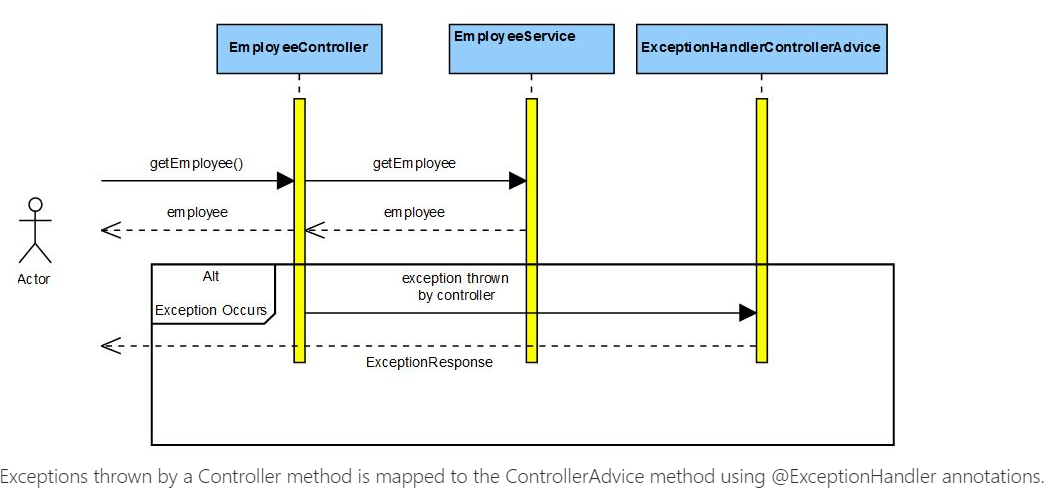 EmployeeController
EmployeeService
ExceptionHandlerControllerAdvice
getEmployee()
getEmployee
employee
employee
Actor
Alt
Exception Occurs
exception thrown
by controller
ExceptionResponse
Exceptions thrown by a Controller method is mapped to the ControllerAdvice method using @ExceptionHandler annotations.